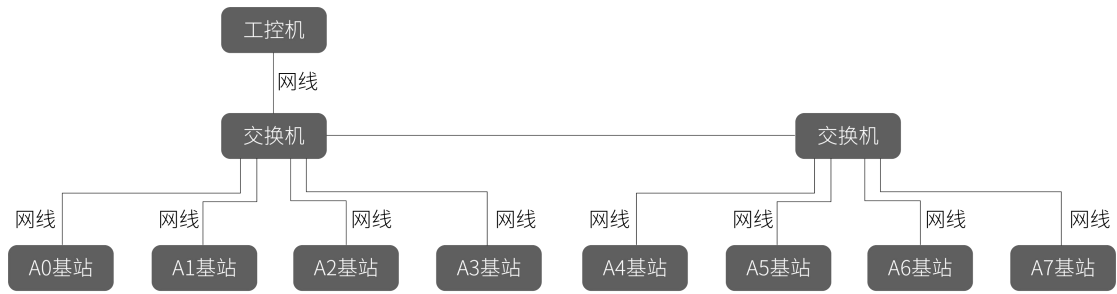 工控机
网线
交换机
交换机
网线
网线
网线
网线
网线
网线
网线
网线
A0基站
A1基站
A2基站
A3基站
A4基站
A5基站
A6基站
A7基站